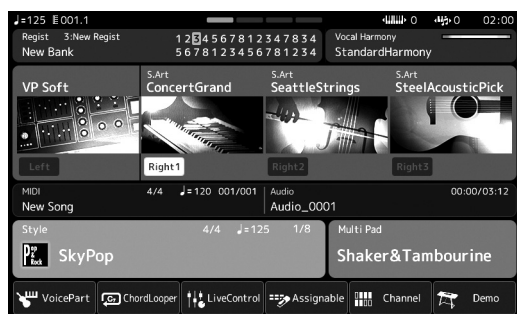 ♩=125 001.1 0 0 02:00
Regist 3:New Regist
New Bank
1 2 3 4 5 6 7 8 1 2 3 4 7 8 3 4
5 6 7 8 1 2 3 4 5 6 7 8 1 2 3 4
Vocal Harmony
StandardHarmony
VP Soft
Left
S.Art
ConcertGrand
Right1
S.Art
SeattleStrings
Right2
S.Art
SteelAcousticPick
Right3
MIDI 4/4 ♩=120 001/001
New Song
Audio 00:00/03:12
Audio_0001
Style 4/4 ♩=125 1/8
Pop & Rock
SkyPop
Multi Pad
Shaker&Tambourine
VoicePart C7 ChordLooper LiveControl Assignable Channel Demo